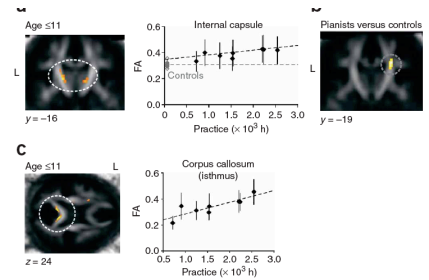 a
b
Age ≤11
L
y = −16
Internal capsule
FA
0.6
0.4
0.2
0
Controls
0 0.5 1.0 1.5 2.0 2.5 3.0
Practice (× 10³ h)
Pianists versus controls
L
y = −19
c
Age ≤11 L
z = 24
Corpus callosum
(isthmus)
FA
0.6
0.4
0.2
0.0
0.5 1.0 1.5 2.0 2.5 3.0
Practice (× 10³ h)